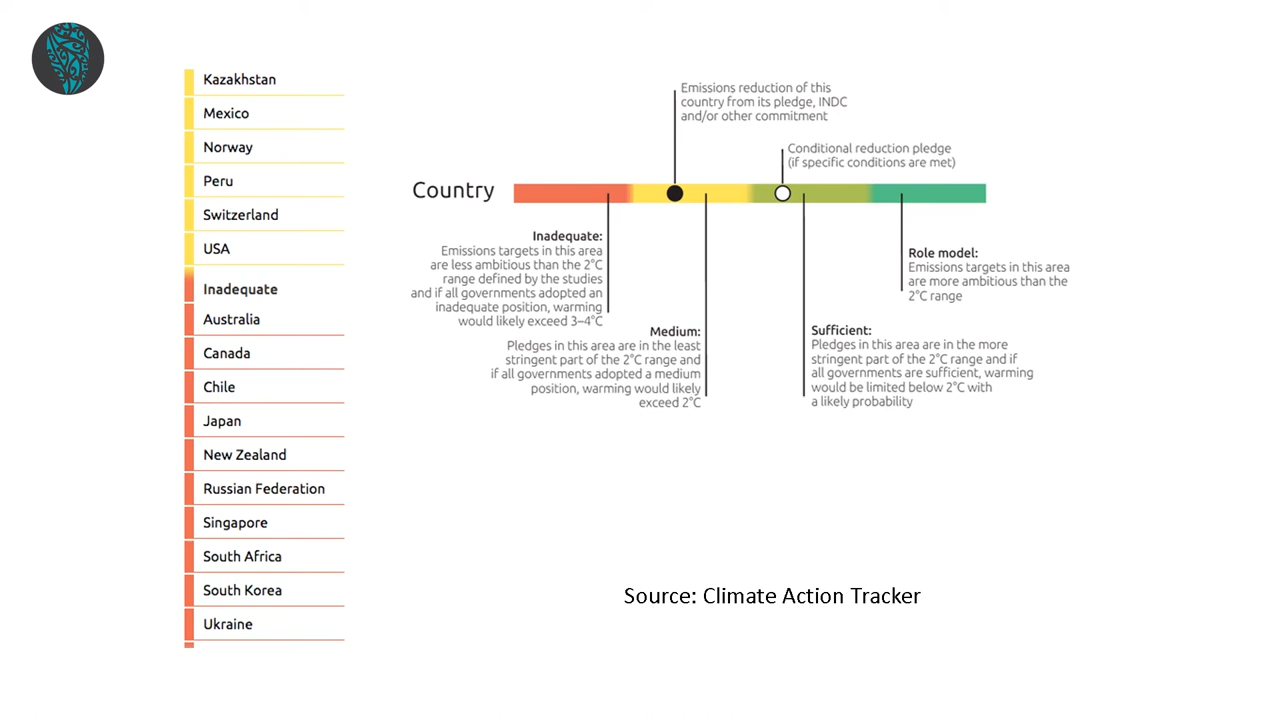 Kazakhstan
Mexico
Norway
Peru
Switzerland
USA
Inadequate
Australia
Canada
Chile
Japan
New Zealand
Russian Federation
Singapore
South Africa
South Korea
Ukraine
Emissions reduction of this
country from its pledge, INDC
and/or other commitment
Conditional reduction pledge
(if specific conditions are met)
Country
Inadequate:
Emissions targets in this area
are less ambitious than the 2°C
range defined by the studies
and if all governments adopted an
inadequate position, warming
would likely exceed 3–4°C
Medium:
Pledges in this area are in the least
stringent part of the 2°C range and
if all governments adopted a medium
position, warming would likely
exceed 2°C
Sufficient:
Pledges in this area are in the more
stringent part of the 2°C range and if
all governments are sufficient, warming
would be limited below 2°C with
a likely probability
Role model:
Emissions targets in this area
are more ambitious than the
2°C range
Source: Climate Action Tracker